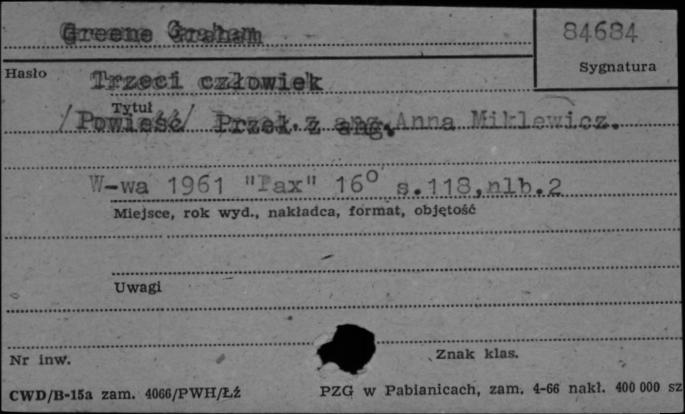 Greene Graham
84684
Sygnatura
Hasło
Trzeci człowiek
Tytuł
/Powieść/ Przeł. z ang. Anna Miklewicz.
W-wa 1961 "Pax" 16° s.118,nlb.2
Miejsce, rok wyd., nakładca, format, objętość
Uwagi
Nr inw.
Znak klas.
CWD/B-15a zam. 4066/PWH/Łź
PZG w Pabianicach, zam. 4-66 nakł. 400 000 sz